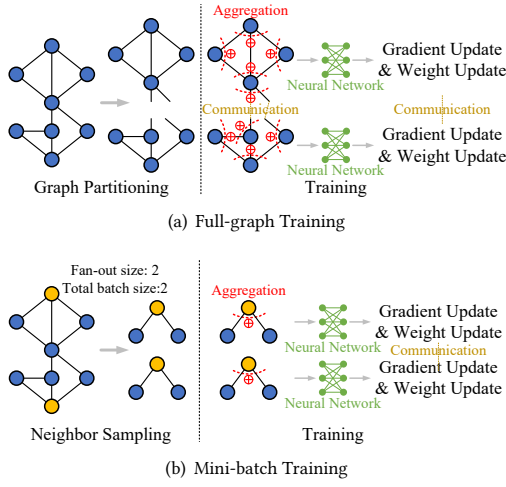 Aggregation
Neural Network
Gradient Update
& Weight Update
Communication
Communication
Neural Network
Gradient Update
& Weight Update
Graph Partitioning
Training
(a) Full-graph Training
Fan-out size: 2
Total batch size:2
Aggregation
Neural Network
Gradient Update
& Weight Update
Communication
Neural Network
Gradient Update
& Weight Update
Neighbor Sampling
Training
(b) Mini-batch Training